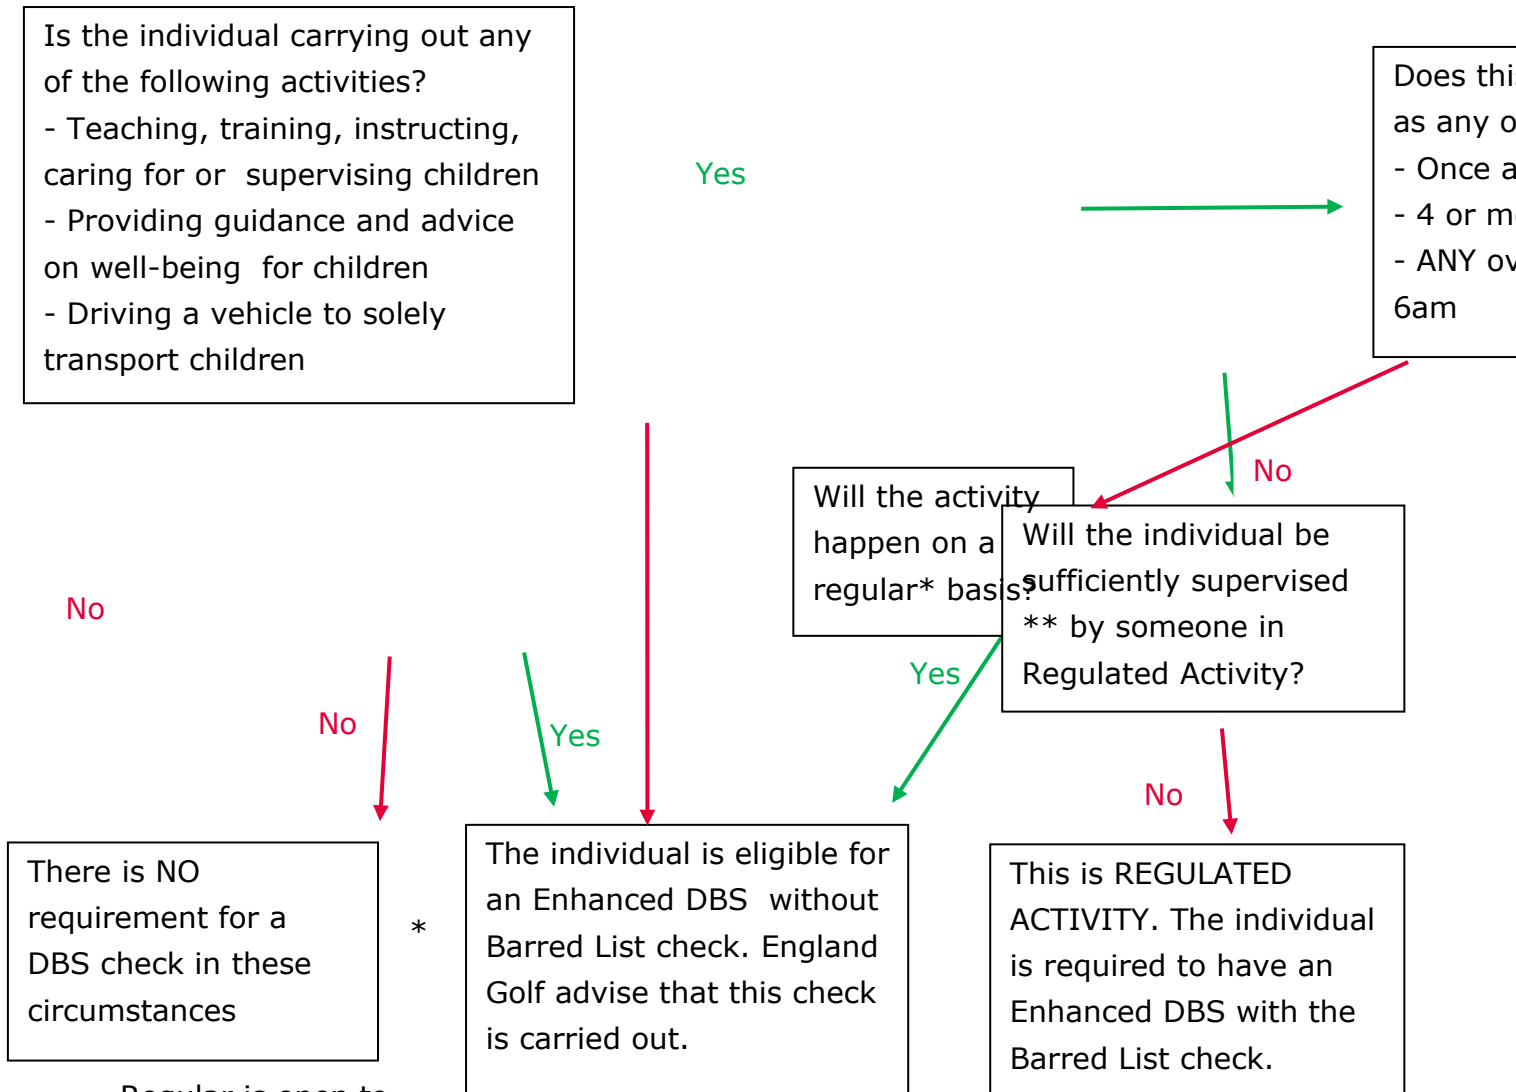 Is the individual carrying out any
of the following activities?
- Teaching, training, instructing,
caring for or supervising children
- Providing guidance and advice
on well-being for children
- Driving a vehicle to solely
transport children
Yes
Does this
as any o
- Once a
- 4 or mo
- ANY ov
6am
No
Will the activity
happen on a
regular* basis?
Will the individual be
sufficiently supervised
** by someone in
Regulated Activity?
No
Yes
No
Yes
No
There is NO
requirement for a
DBS check in these
circumstances
*
The individual is eligible for
an Enhanced DBS without
Barred List check. England
Golf advise that this check
is carried out.
This is REGULATED
ACTIVITY. The individual
is required to have an
Enhanced DBS with the
Barred List check.
Regular is open to